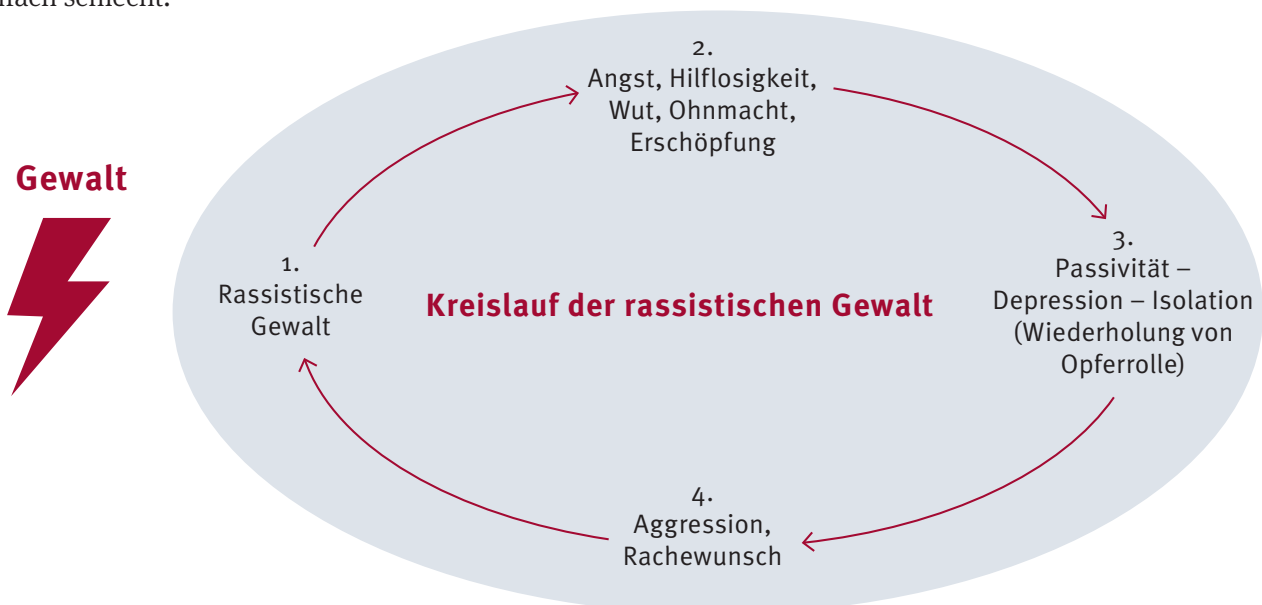 schlecht.
2.
Angst, Hilflosigkeit,
Wut, Ohnmacht,
Erschöpfung
Gewalt
1.
Rassistische
Gewalt
Kreislauf der rassistischen Gewalt
3.
Passivität –
Depression – Isolation
(Wiederholung von
Opferrolle)
4.
Aggression,
Rachewunsch